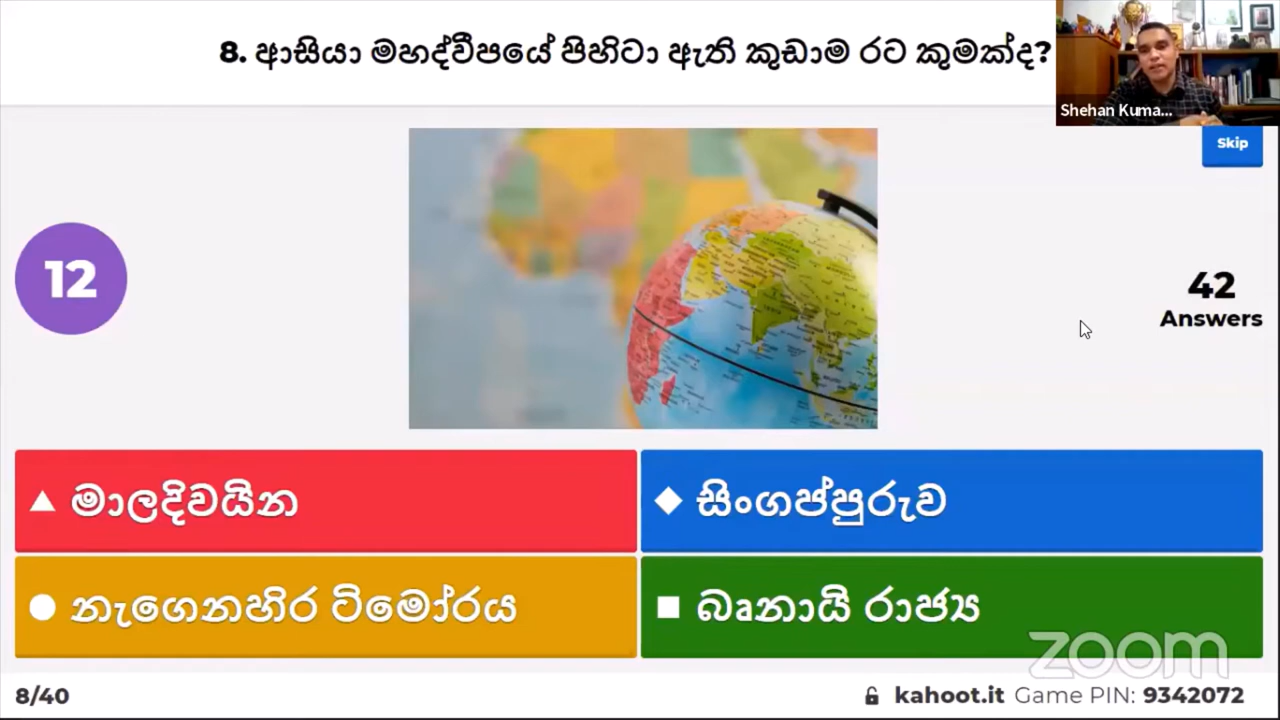 8. ආසියා මහද්වීපයේ පිහිටා ඇති කුඩාම රට කුමක්ද?
Shehan Kuma...
Skip
12
42
Answers
මාලදිවයින
සිංගප්පූරුව
නැගෙනහිර ටිමෝරය
බෘනායි රාජ්‍ය
zoom
8/40
kahoot.it Game PIN: 9342072